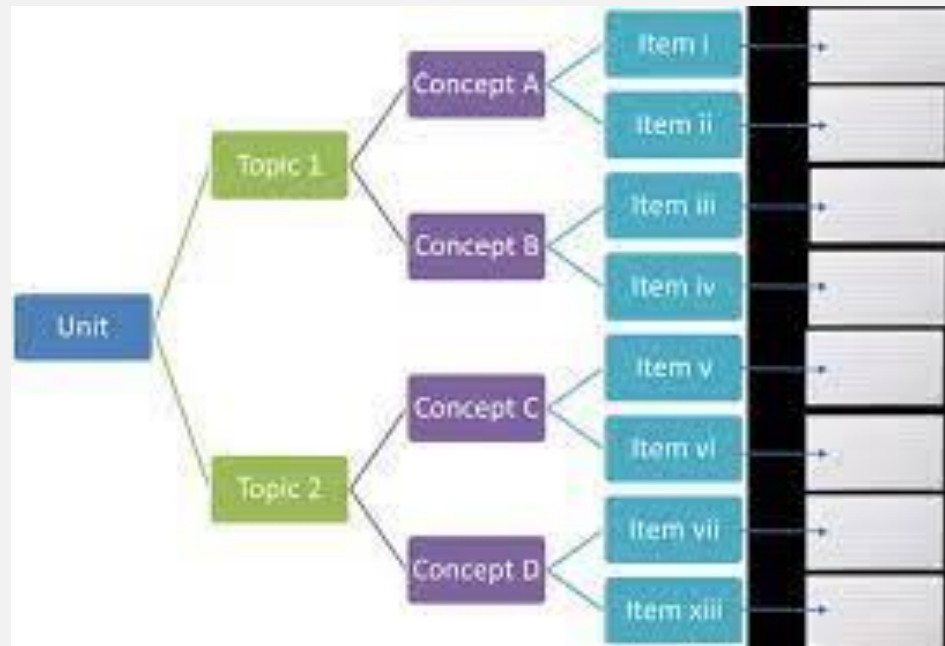 Unit
Topic 1
Topic 2
Concept A
Concept B
Concept C
Concept D
Item i
Item ii
Item iii
Item iv
Item v
Item vi
Item vii
Item xiii